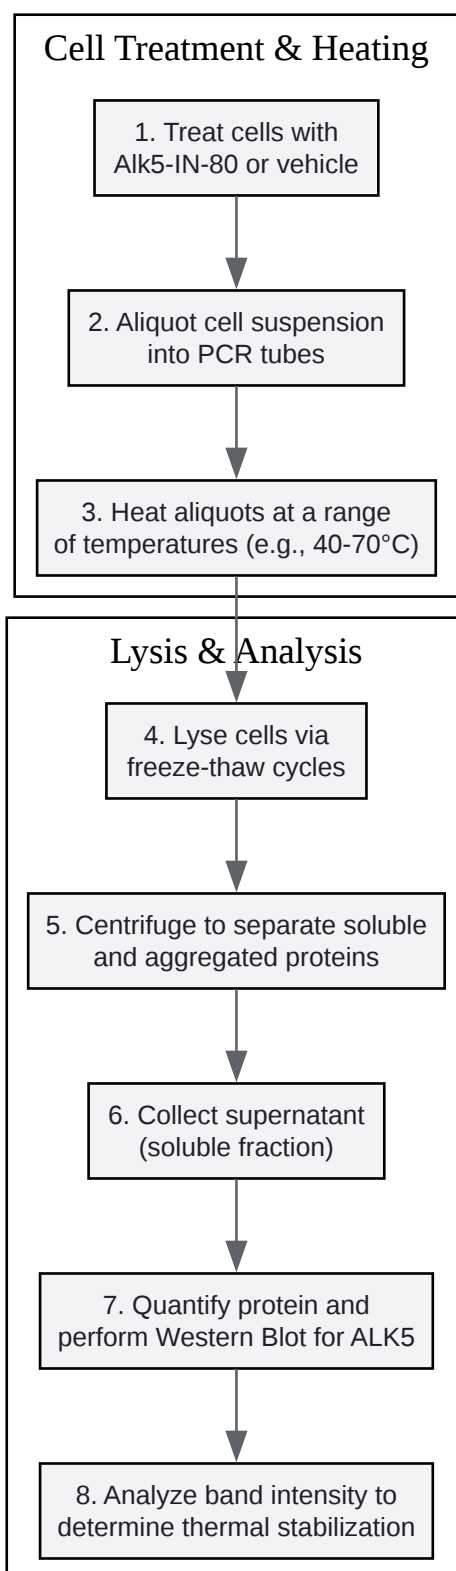 Cell Treatment & Heating
1. Treat cells with
Alk5-IN-80 or vehicle
2. Aliquot cell suspension
into PCR tubes
3. Heat aliquots at a range
of temperatures (e.g., 40-70°C)
Lysis & Analysis
4. Lyse cells via
freeze-thaw cycles
5. Centrifuge to separate soluble
and aggregated proteins
6. Collect supernatant
(soluble fraction)
7. Quantify protein and
perform Western Blot for ALK5
8. Analyze band intensity to
determine thermal stabilization